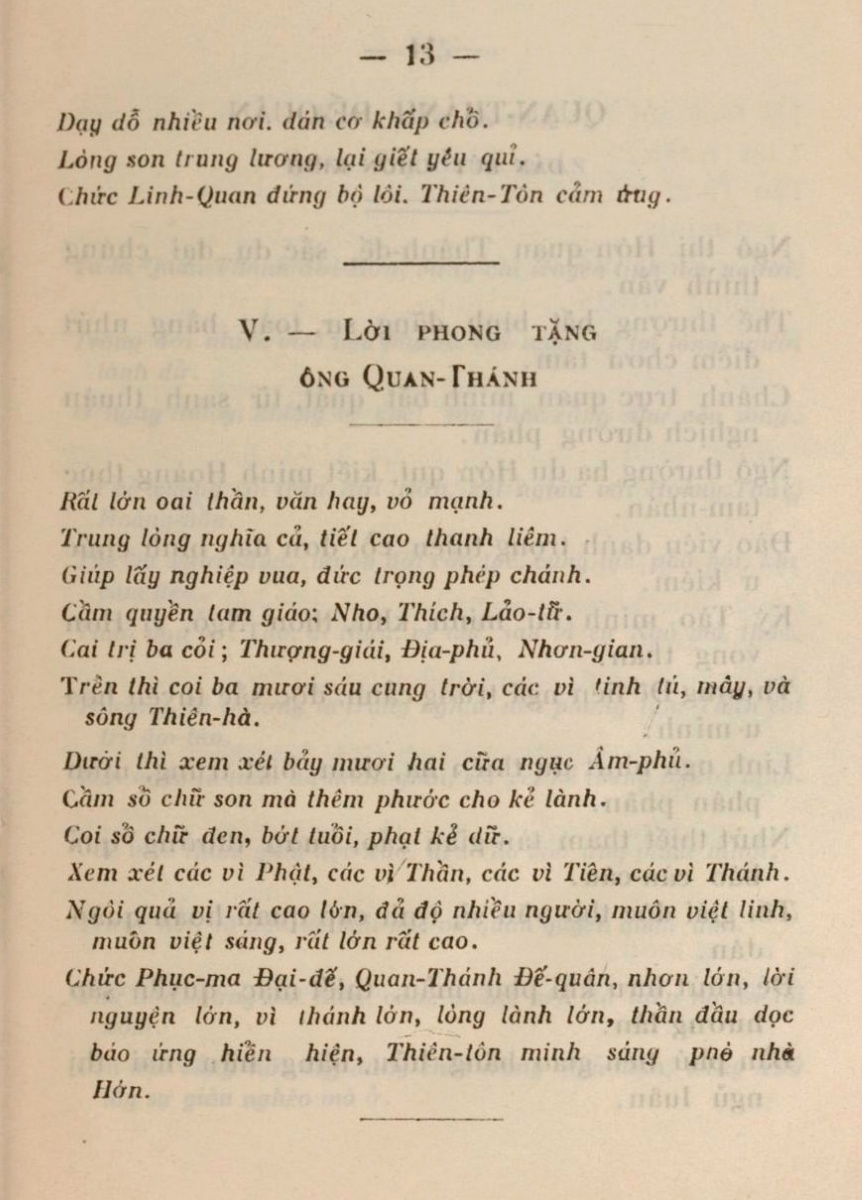 — 13 —
Dạy dỗ nhiều nơi. dán cơ khắp chỗ.
Lòng son trung lương, lại giết yêu quỉ.
Chức Linh-Quan đứng bộ lôi. Thiên-Tôn cảm ứng.
V. — Lời phong tặng
ông Quan-Thánh
Rất lớn oai thần, văn hay, vỏ mạnh.
Trung lòng nghĩa cả, tiết cao thanh liêm.
Giúp lấy nghiệp vua, đức trọng phép chánh.
Cầm quyền tam giáo; Nho, Thích, Lảo-tữ.
Cai trị ba cỏi ; Thượng-giái, Địa-phủ, Nhơn-gian.
Trên thì coi ba mươi sáu cung trời, các vì tinh tú, mây, và
sông Thiên-hà.
Dưới thì xem xét bảy mươi hai cữa ngục Âm-phủ.
Cầm sổ chữ son mà thêm phước cho kẻ lành.
Coi sổ chữ đen, bớt tuổi, phạt kẻ dữ.
Xem xét các vì Phật, các vì Thần, các vì Tiên, các vì Thánh.
Ngôi quả vị rất cao lớn, đả độ nhiều người, muôn việt linh,
muôn việt sáng, rất lớn rất cao.
Chức Phục-ma Đại-đế, Quan-Thánh Đế-quân, nhơn lớn, lời
nguyện lớn, vì thánh lớn, lòng lành lớn, thần đầu dọc
báo ứng hiền hiện, Thiên-tôn minh sáng nhà
Hớn.